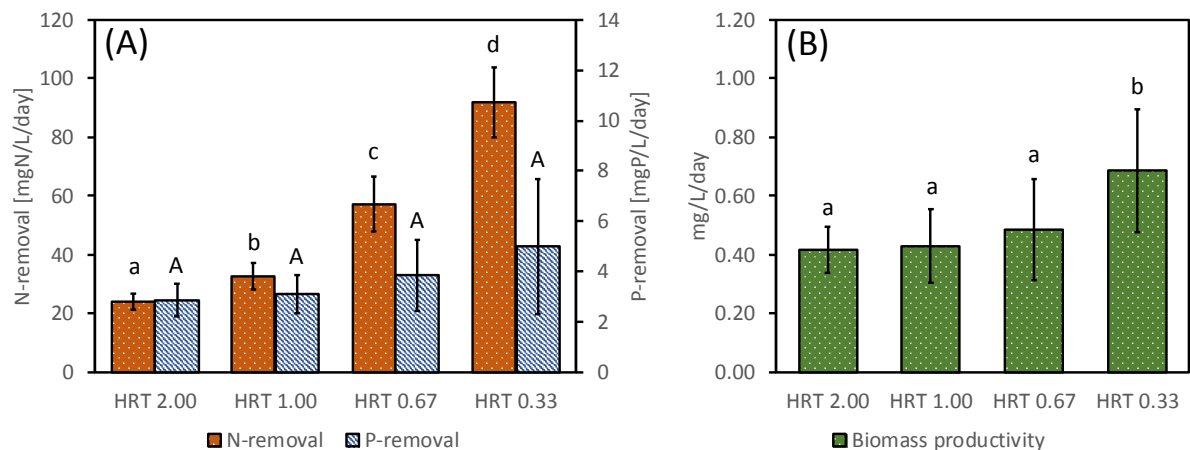 (A)
N-removal [mgN/L/day]
120
100
80
60
40
20
0
a
A
b
A
c
A
d
A
14
12
10
8
6
4
2
0
P-removal [mgP/L/day]
HRT 2.00 HRT 1.00 HRT 0.67 HRT 0.33
N-removal P-removal
(B)
mg/L/day
1.20
1.00
0.80
0.60
0.40
0.20
0.00
a
a
a
b
HRT 2.00 HRT 1.00 HRT 0.67 HRT 0.33
Biomass productivity